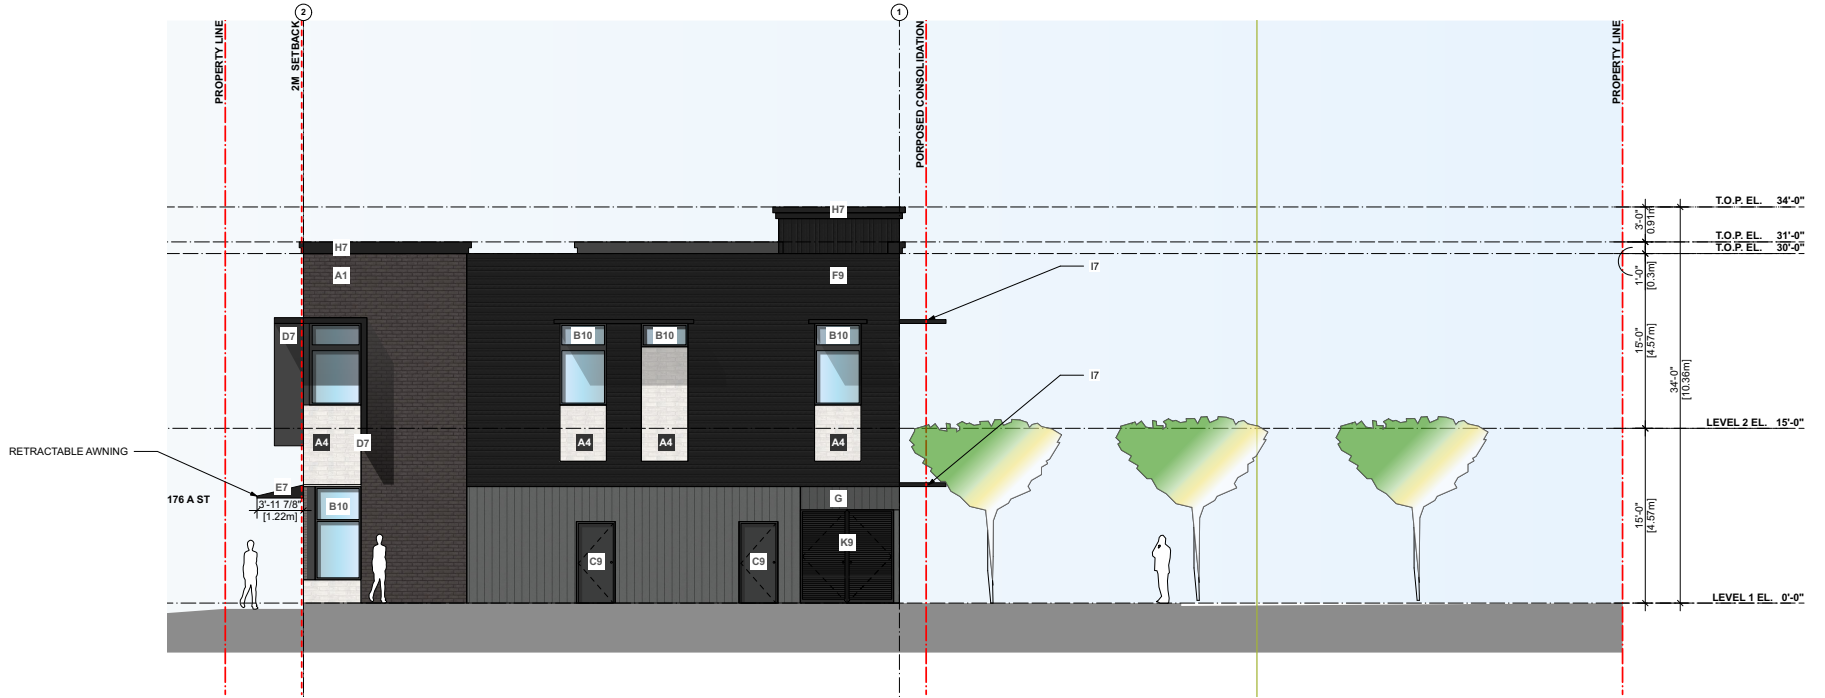 2
1
PROPERTY LINE
2M SETBACK
PORPOSED CONSOLIDATION
PROPERTY LINE
H7
T.O.P. EL. 34'-0"
3'-0"
0.91m
T.O.P. EL. 31'-0"
H7
T.O.P. EL. 30'-0"
A1
F9
I7
1'-0"
[0.3m]
D7
B10
B10
B10
15'-0"
[4.57m]
I7
34'-0"
[10.36m]
A4
D7
A4
A4
A4
LEVEL 2 EL. 15'-0"
RETRACTABLE AWNING
E7
176 A ST
3'-11 7/8"
[1.22m]
B10
G
15'-0"
[4.57m]
K9
C9
C9
LEVEL 1 EL. 0'-0"